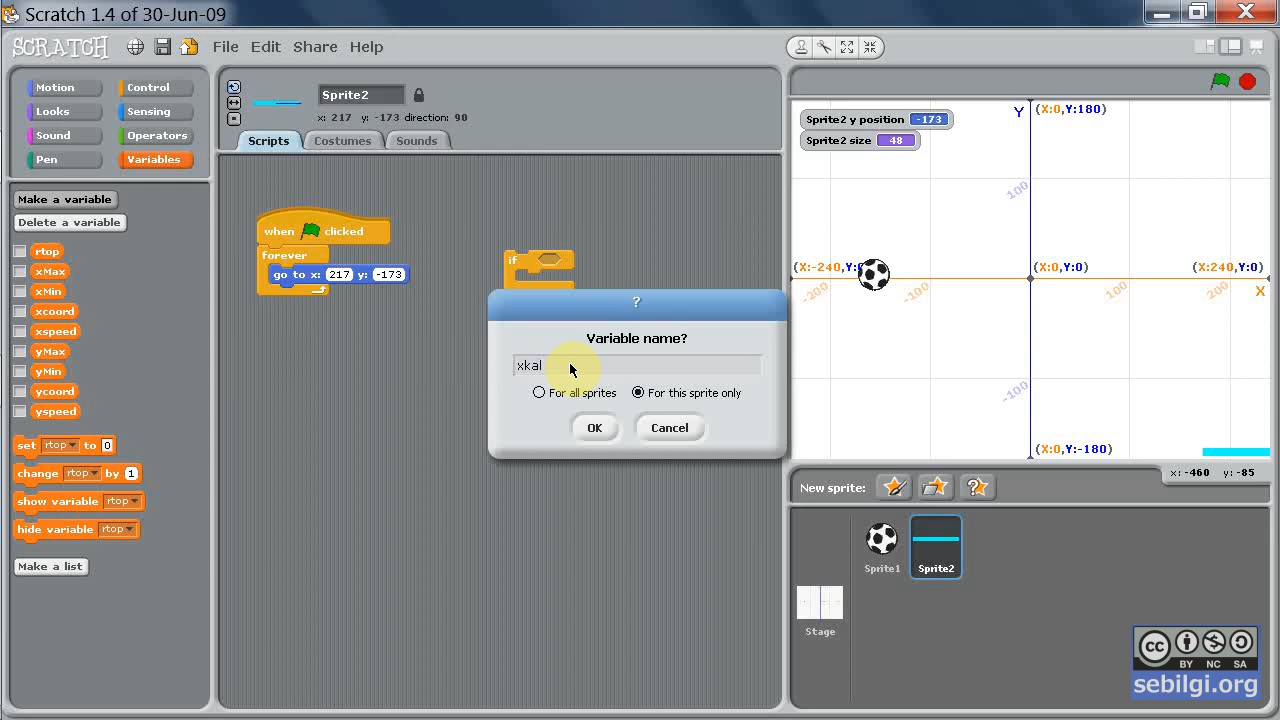 Scratch 1.4 of 30-Jun-09
SCRATCH File Edit Share Help
Motion Control
Looks Sensing
Sound Operators
Pen Variables
Make a variable
Delete a variable
rtop
xMax
xMin
xcoord
xspeed
yMax
yMin
ycoord
yspeed
set rtop to 0
change rtop by 1
show variable rtop
hide variable rtop
Make a list
Sprite2
x: 217 y: -173 direction: 90
Scripts Costumes Sounds
when clicked
forever
go to x: 217 y: -173
if
?
Variable name?
xkal
For all sprites For this sprite only
OK Cancel
Sprite2 y position -173
Sprite2 size 48
Y (X:0,Y:180)
100
(X:-240,Y: (X:0,Y:0) (X:240,Y:0)
-200 -100 100 200 X
-100
(X:0,Y:-180)
x: -460 y: -85
New sprite:
Sprite1 Sprite2
Stage
cc BY NC SA
sebilgi.org